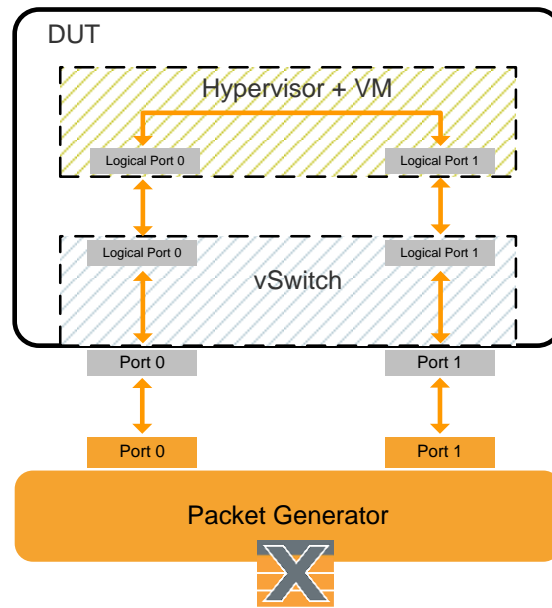 DUT
Hypervisor + VM
Logical Port 0
Logical Port 1
Logical Port 0
Logical Port 1
vSwitch
Port 0
Port 1
Port 0
Port 1
Packet Generator
X